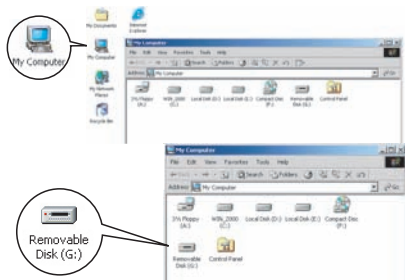 My Documents
Internet
Explorer
My Computer
My Computer
My Computer
File Edit View Favorites Tools Help
Search Folders
Address My Computer
3½ Floppy (A:)
WIN_2000 (C:)
Local Disk (D:)
Local Disk (E:)
Compact Disc (F:)
Removable Disk (G:)
Control Panel
My Network
Places
Recycle Bin
My Computer
File Edit View Favorites Tools Help
Search Folders
Address My Computer
3½ Floppy (A:)
WIN_2000 (C:)
Local Disk (D:)
Local Disk (E:)
Compact Disc (F:)
Removable Disk (G:)
Control Panel
Removable
Disk (G:)